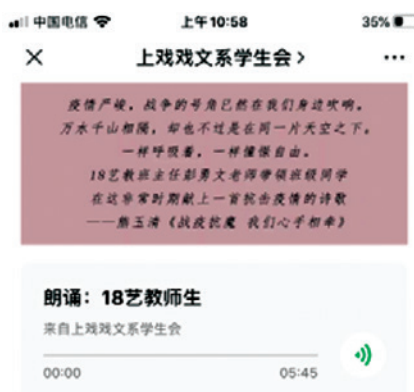 中国电信 上午10:58 35%
上戏戏文系学生会
疫情严峻，战争的号角已然在我们身边吹响。
万水千山相隔，却也不过是在同一片天空之下。
一样呼吸着，一样憧憬自由。
18艺教班主任彭勇文老师带领班级同学
在这非常时期献上一首抗击疫情的诗歌
——熊玉清《战疫抗魔 我们心手相牵》
朗诵：18艺教师生
来自上戏戏文系学生会
00:00 05:45